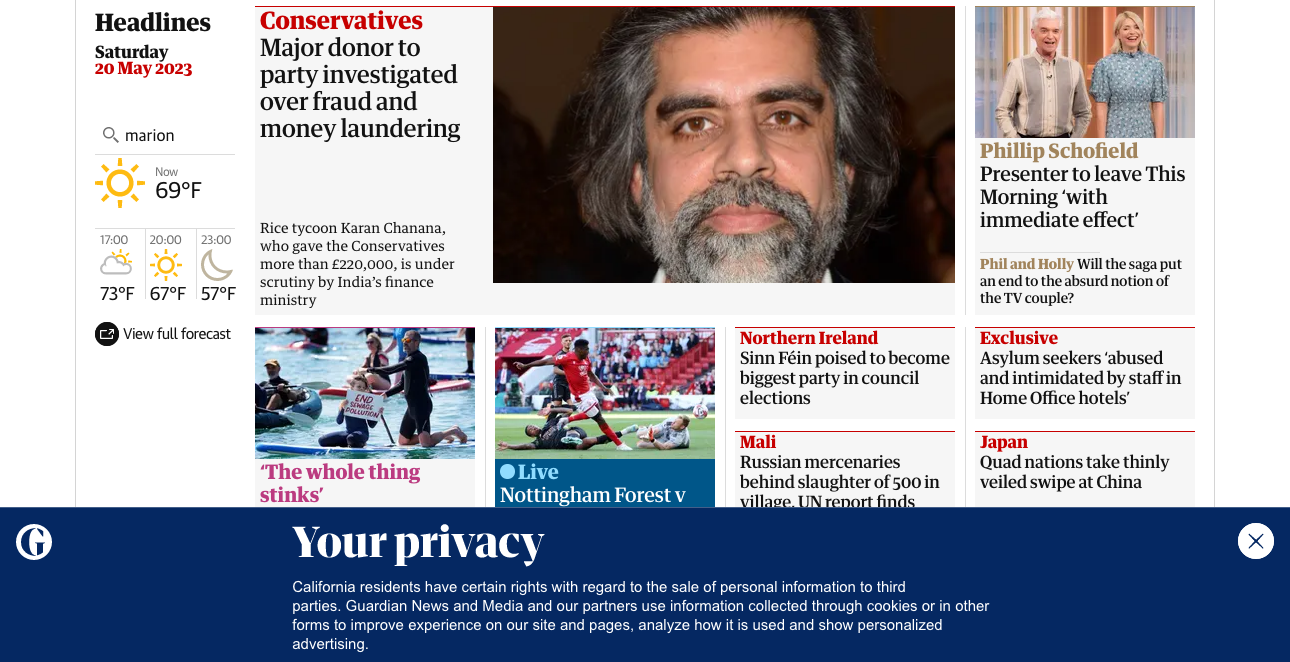 Headlines
Saturday
20 May 2023
marion
Now
69°F
17:00
20:00
23:00
73°F
67°F
57°F
View full forecast
Conservatives
Major donor to
party investigated
over fraud and
money laundering
Rice tycoon Karan Chanana,
who gave the Conservatives
more than £220,000, is under
scrutiny by India's finance
ministry
Phillip Schofield
Presenter to leave This
Morning 'with
immediate effect'
Phil and Holly Will the saga put
an end to the absurd notion of
the TV couple?
END
SEWAGE
POLLUTION
'The whole thing
stinks'
Live
Nottingham Forest v
Northern Ireland
Sinn Féin poised to become
biggest party in council
elections
Exclusive
Asylum seekers 'abused
and intimidated by staff in
Home Office hotels'
Mali
Russian mercenaries
behind slaughter of 500 in
village, UN report finds
Japan
Quad nations take thinly
veiled swipe at China
G
Your privacy
California residents have certain rights with regard to the sale of personal information to third
parties. Guardian News and Media and our partners use information collected through cookies or in other
forms to improve experience on our site and pages, analyze how it is used and show personalized
advertising.